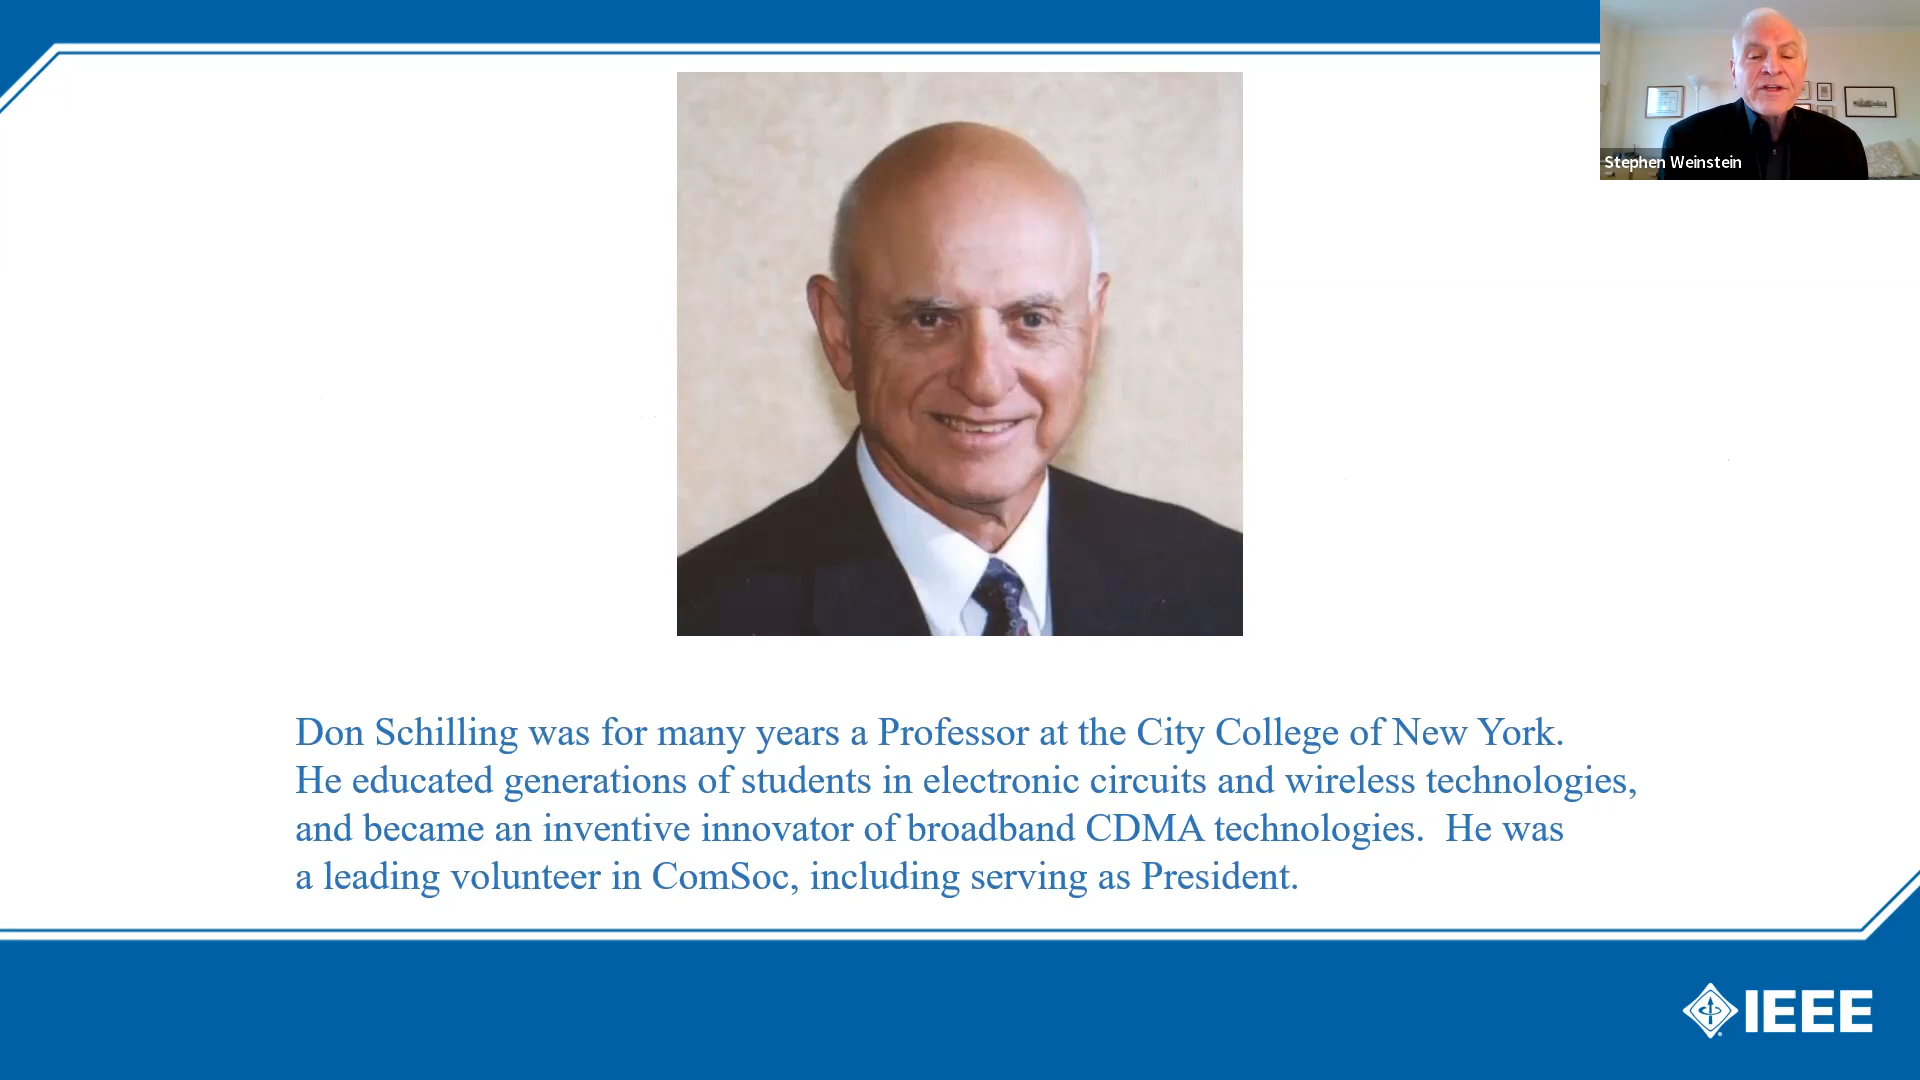 Stephen Weinstein
Don Schilling was for many years a Professor at the City College of New York.
He educated generations of students in electronic circuits and wireless technologies,
and became an inventive innovator of broadband CDMA technologies.  He was
a leading volunteer in ComSoc, including serving as President.
IEEE